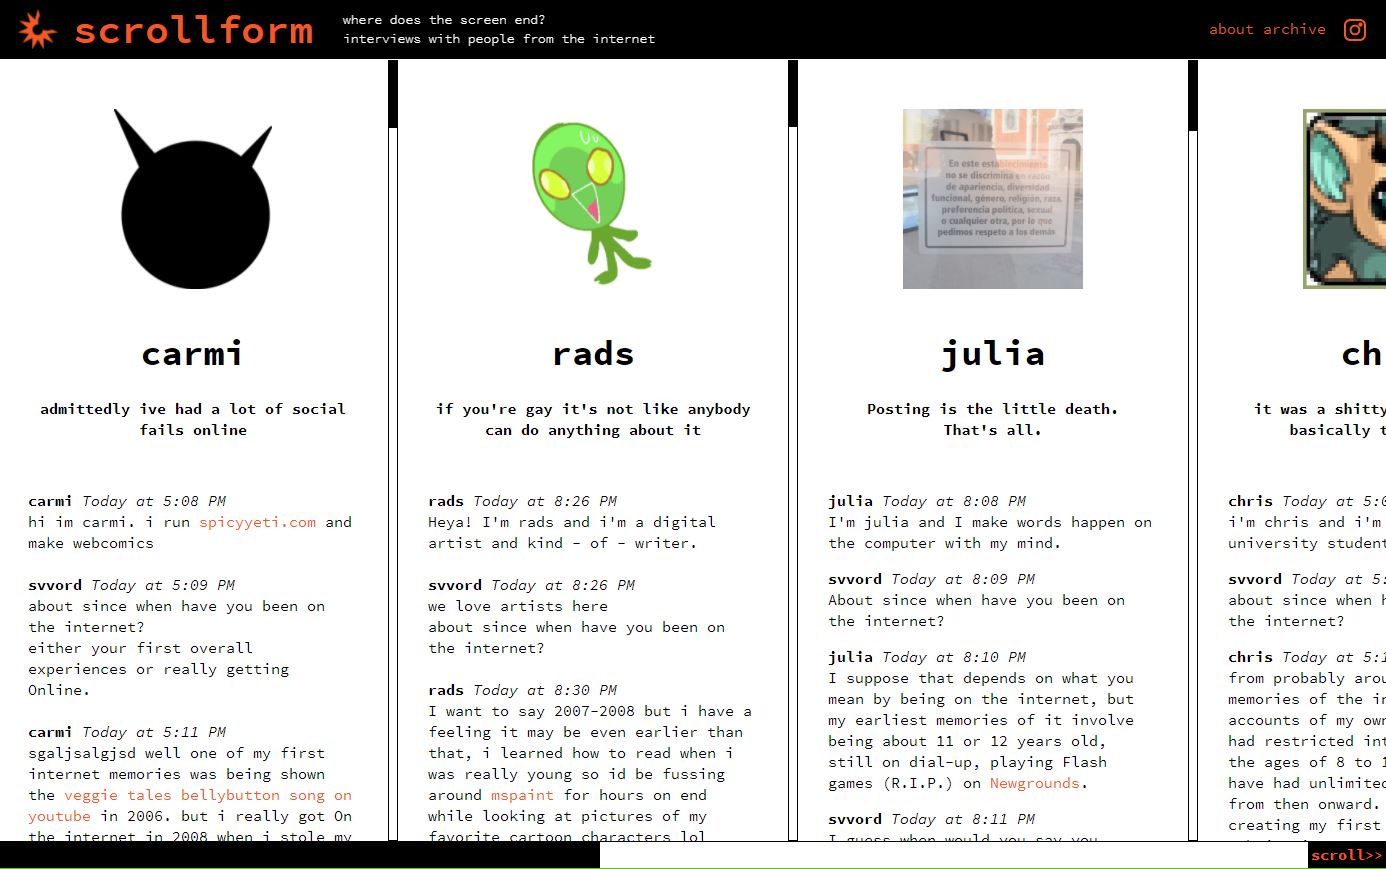 scrollform
where does the screen end?
interviews with people from the internet
about archive
carmi
admittedly ive had a lot of social
fails online
carmi Today at 5:08 PM
hi im carmi. i run spicyyeti.com and
make webcomics
svvord Today at 5:09 PM
about since when have you been on
the internet?
either your first overall
experiences or really getting
Online.
carmi Today at 5:11 PM
sgaljsalgjsd well one of my first
internet memories was being shown
the veggie tales bellybutton song on
youtube in 2006. but i really got On
the internet in 2008 when i stole my
rads
if you're gay it's not like anybody
can do anything about it
rads Today at 8:26 PM
Heya! I'm rads and i'm a digital
artist and kind - of - writer.
svvord Today at 8:26 PM
we love artists here
about since when have you been on
the internet?
rads Today at 8:30 PM
I want to say 2007-2008 but i have a
feeling it may be even earlier than
that, i learned how to read when i
was really young so id be fussing
around mspaint for hours on end
while looking at pictures of my
favorite cartoon characters lol
En este establecimiento
no se discrimina en razón
de apariencia, diversidad
funcional, género, religión, raza,
preferencia política, sexual
o cualquier otra, por lo que
pedimos respeto a los demás
julia
Posting is the little death.
That's all.
julia Today at 8:08 PM
I'm julia and I make words happen on
the computer with my mind.
svvord Today at 8:09 PM
About since when have you been on
the internet?
julia Today at 8:10 PM
I suppose that depends on what you
mean by being on the internet, but
my earliest memories of it involve
being about 11 or 12 years old,
still on dial-up, playing Flash
games (R.I.P.) on Newgrounds.
svvord Today at 8:11 PM
I guess when would you say you
ch
it was a shitty
basically t
chris Today at 5:0
i'm chris and i'm
university student
svvord Today at 5:
about since when h
the internet?
chris Today at 5:1
from probably arou
memories of the in
accounts of my own
had restricted int
the ages of 8 to 1
have had unlimited
from then onward.
creating my first
scroll>>